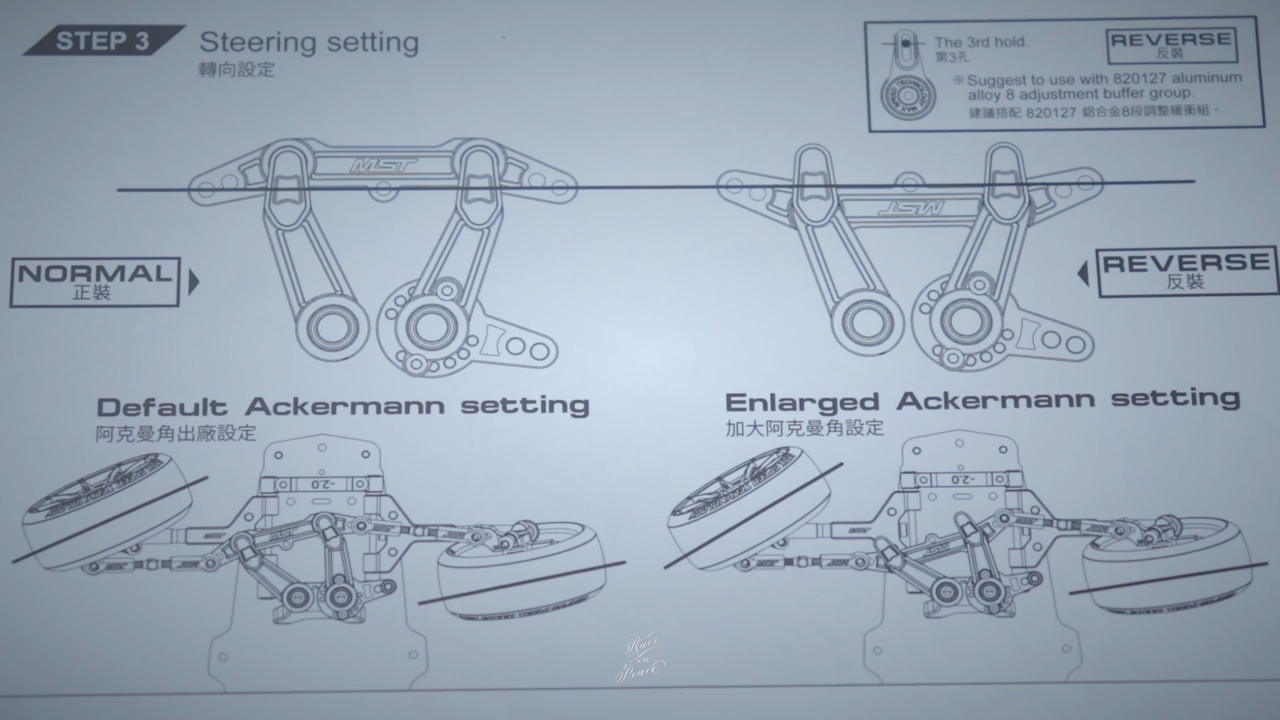 STEP 3
Steering setting
轉向設定
The 3rd hold.
第3孔
REVERSE
反裝
※Suggest to use with 820127 aluminum
alloy 8 adjustment buffer group.
建議搭配 820127 鋁合金8段調整緩衝組。
MST
MST
NORMAL
正裝
REVERSE
反裝
Default Ackermann setting
阿克曼角出廠設定
Enlarged Ackermann setting
加大阿克曼角設定
-2.0
-2.0
Race
in
Peace